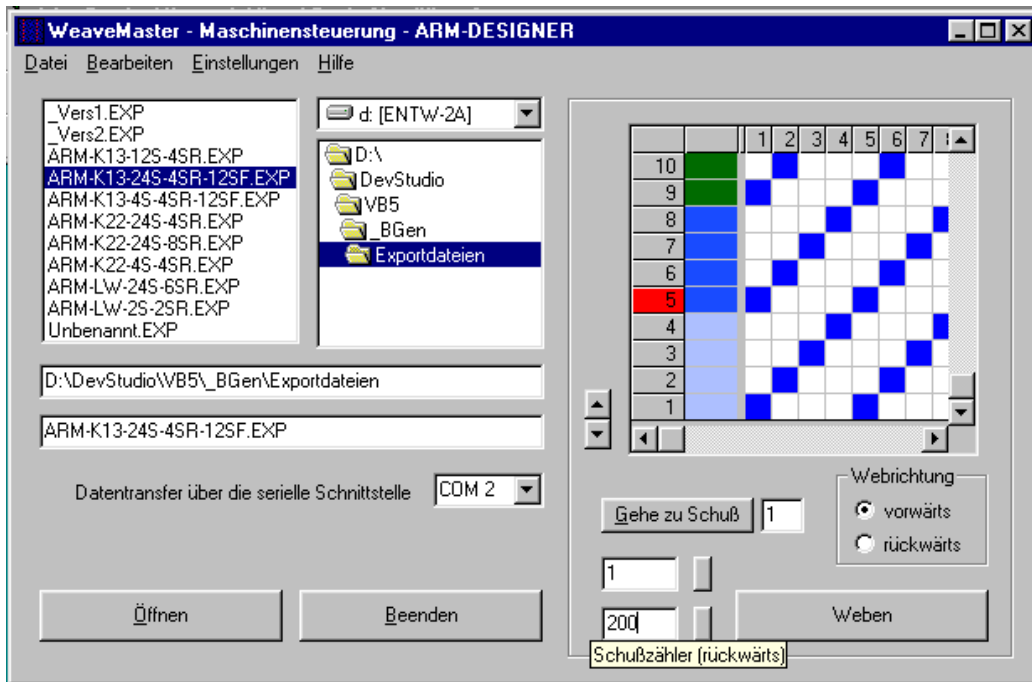 WeaveMaster - Maschinensteuerung - ARM-DESIGNER
Datei Bearbeiten Einstellungen Hilfe
_Vers1.EXP
_Vers2.EXP
ARM-K13-12S-4SR.EXP
ARM-K13-24S-4SR-12SF.EXP
ARM-K13-4S-4SR-12SF.EXP
ARM-K22-24S-4SR.EXP
ARM-K22-24S-8SR.EXP
ARM-K22-4S-4SR.EXP
ARM-LW-24S-6SR.EXP
ARM-LW-2S-2SR.EXP
Unbenannt.EXP
d: [ENTW-2A]
D:\
DevStudio
VB5
_BGen
Exportdateien
D:\DevStudio\VB5\_BGen\Exportdateien
ARM-K13-24S-4SR-12SF.EXP
Datentransfer über die serielle Schnittstelle COM 2
Öffnen Beenden
1 2 3 4 5 6 7
10
9
8
7
6
5
4
3
2
1
Webrichtung
Gehe zu Schuß 1
vorwärts
rückwärts
1
200
Weben
Schußzähler (rückwärts)